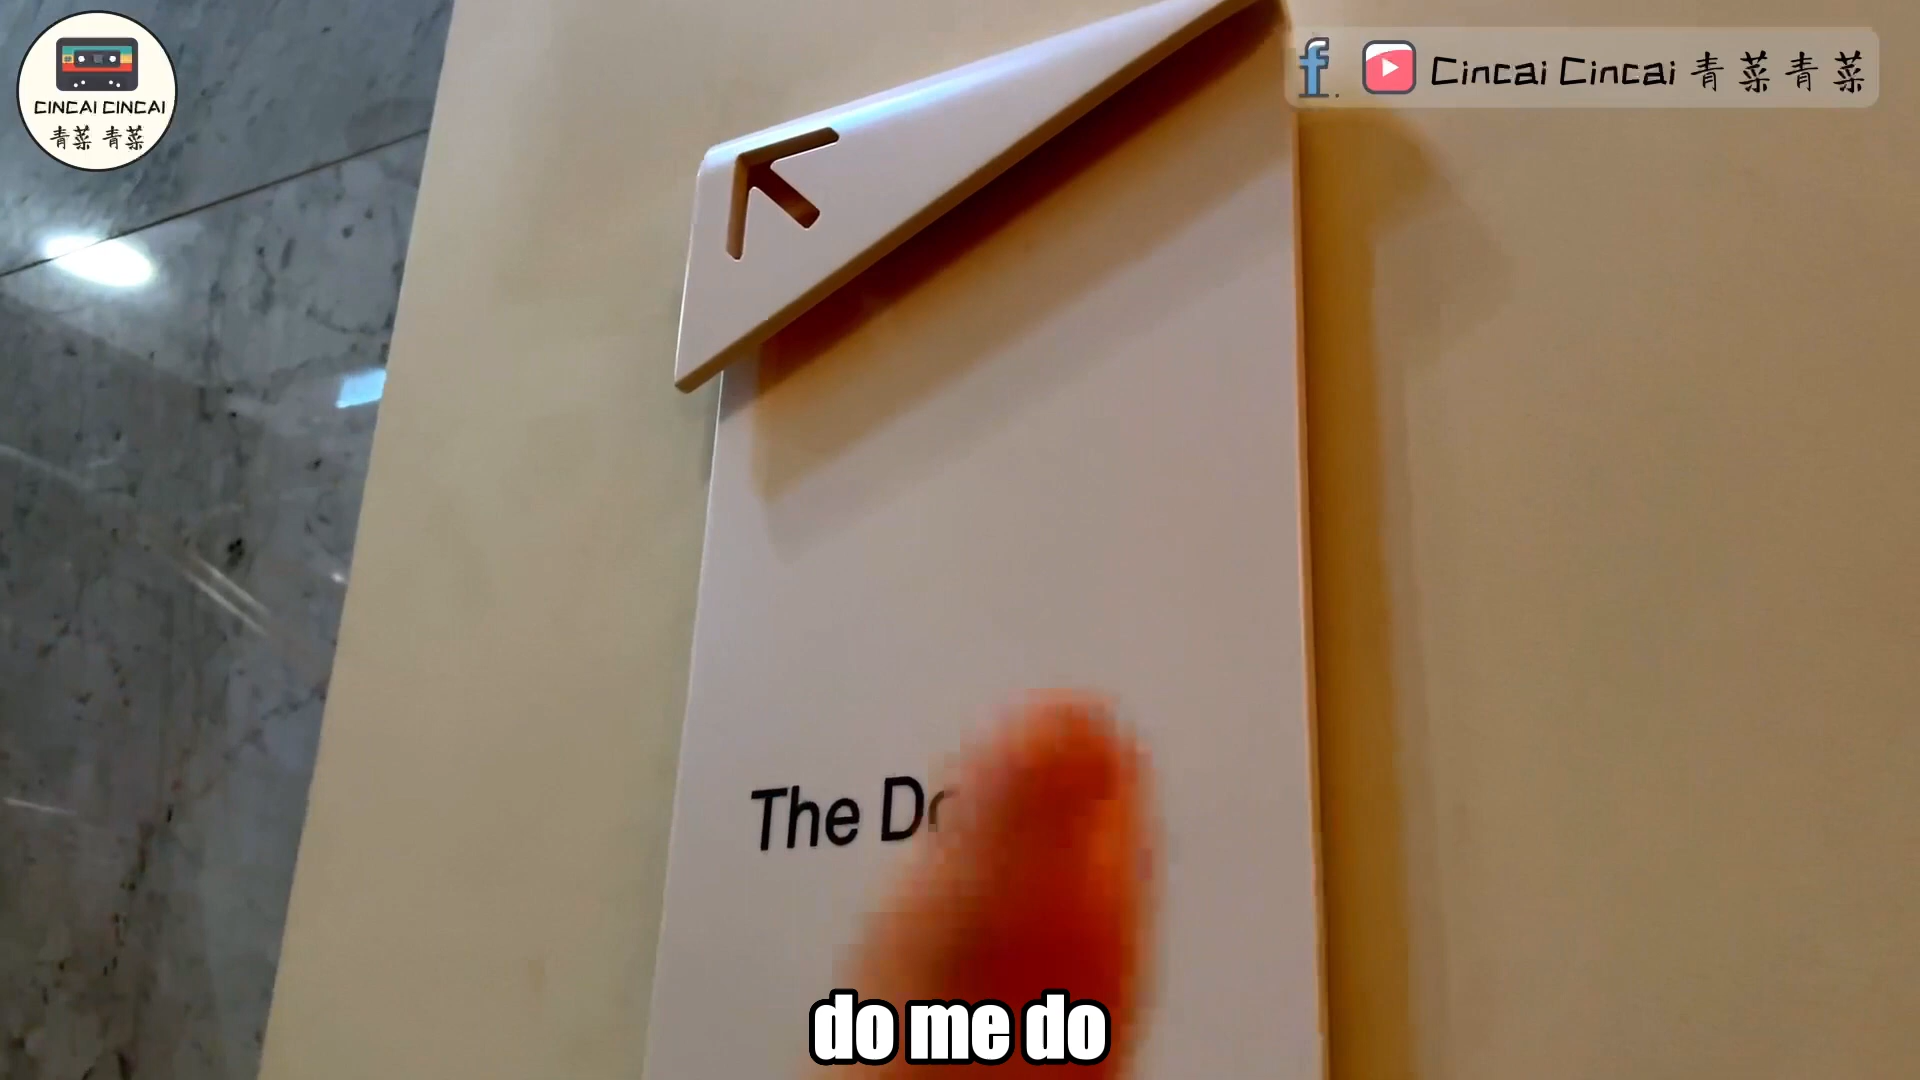 CINCAI CINCAI
青菜 青菜
f. Cincai Cincai 青菜青菜
The
do me do